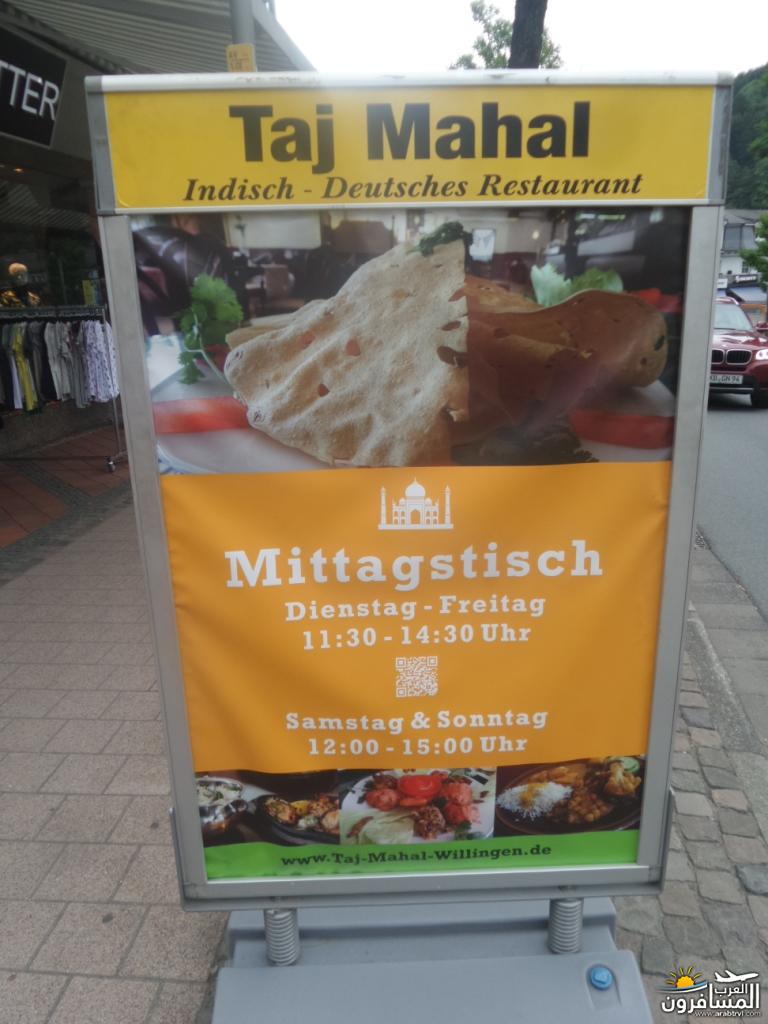 TTER
Taj Mahal
Indisch - Deutsches Restaurant
Mittagstisch
Dienstag - Freitag
11:30 - 14:30 Uhr
Samstag & Sonntag
12:00 - 15:00 Uhr
www.Taj-Mahal-Willingen.de
العرب
المسافرون
www.arabtrvl.com